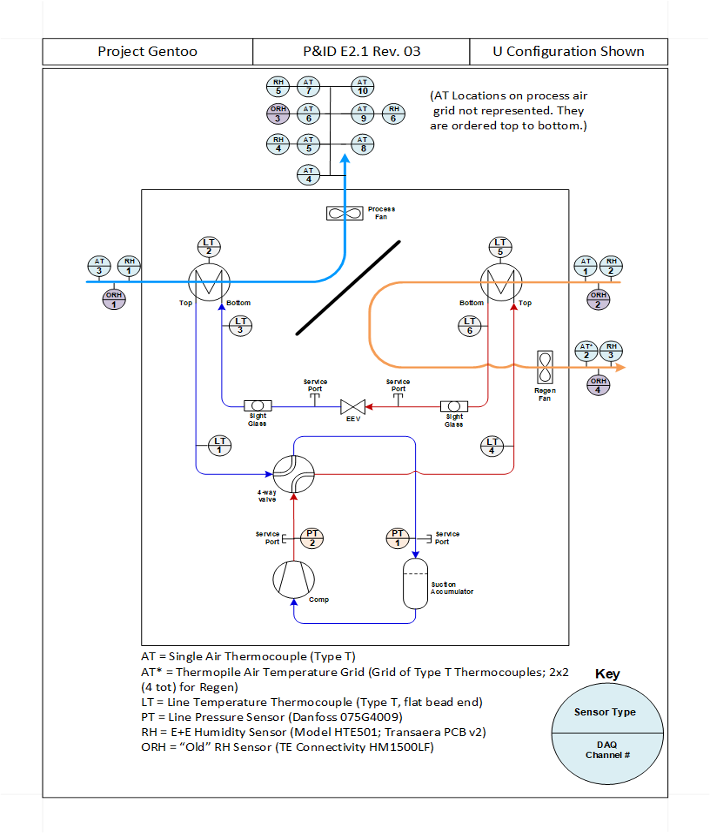 Project Gentoo
P&ID E2.1 Rev. 03
U Configuration Shown
RH
5
AT
7
AT
10
ORH
3
AT
6
AT
9
RH
6
RH
4
AT
5
AT
8
AT
4
(AT Locations on process air
grid not represented. They
are ordered top to bottom.)
Process
Fan
AT
3
RH
1
ORH
1
LT
2
LT
5
AT
1
RH
2
ORH
2
Top
Bottom
Bottom
Top
LT
3
LT
6
AT*
2
RH
3
ORH
4
Regen
Fan
Service
Port
Service
Port
Sight
Glass
EEV
Sight
Glass
LT
1
LT
4
4-way
valve
Service
Port
PT
2
PT
1
Service
Port
Comp
Suction
Accumulator
AT = Single Air Thermocouple (Type T)
AT* = Thermopile Air Temperature Grid (Grid of Type T Thermocouples; 2x2
(4 tot) for Regen)
LT = Line Temperature Thermocouple (Type T, flat bead end)
PT = Line Pressure Sensor (Danfoss 075G4009)
RH = E+E Humidity Sensor (Model HTE501; Transaera PCB v2)
ORH = “Old” RH Sensor (TE Connectivity HM1500LF)
Key
Sensor Type
DAQ
Channel #